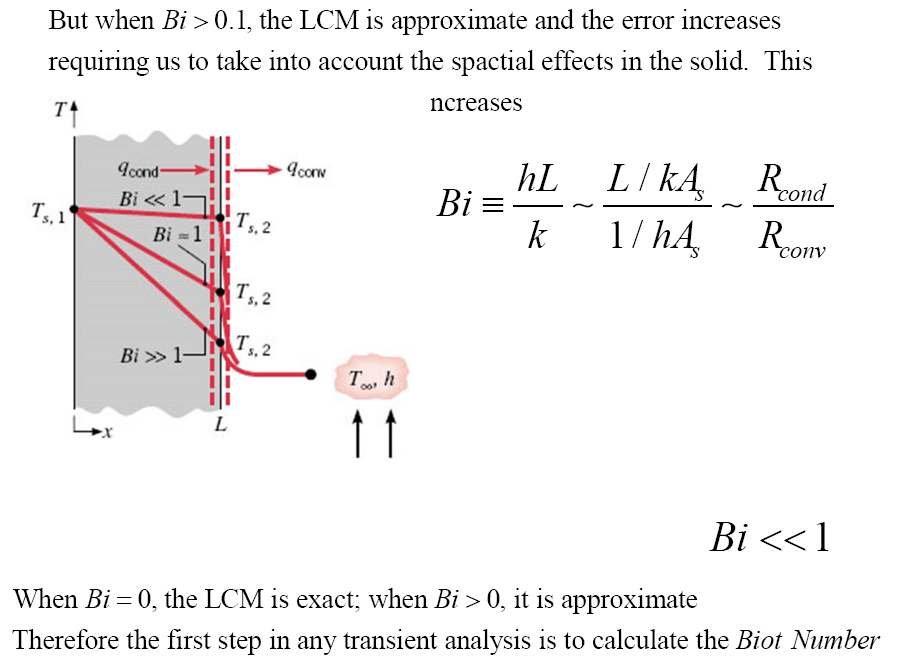 But when Bi > 0.1, the LCM is approximate and the error increases
requiring us to take into account the spactial effects in the solid. This
ncreases
T
q_cond
q_conv
Bi << 1
T_s, 1
T_s, 2
Bi ≈ 1
T_s, 2
T_s, 2
Bi >> 1
T_∞, h
x
L
Bi ≡ hL / k ~ (L / kA_s) / (1 / hA_s) ~ R_cond / R_conv
Bi << 1
When Bi = 0, the LCM is exact; when Bi > 0, it is approximate
Therefore the first step in any transient analysis is to calculate the Biot Number